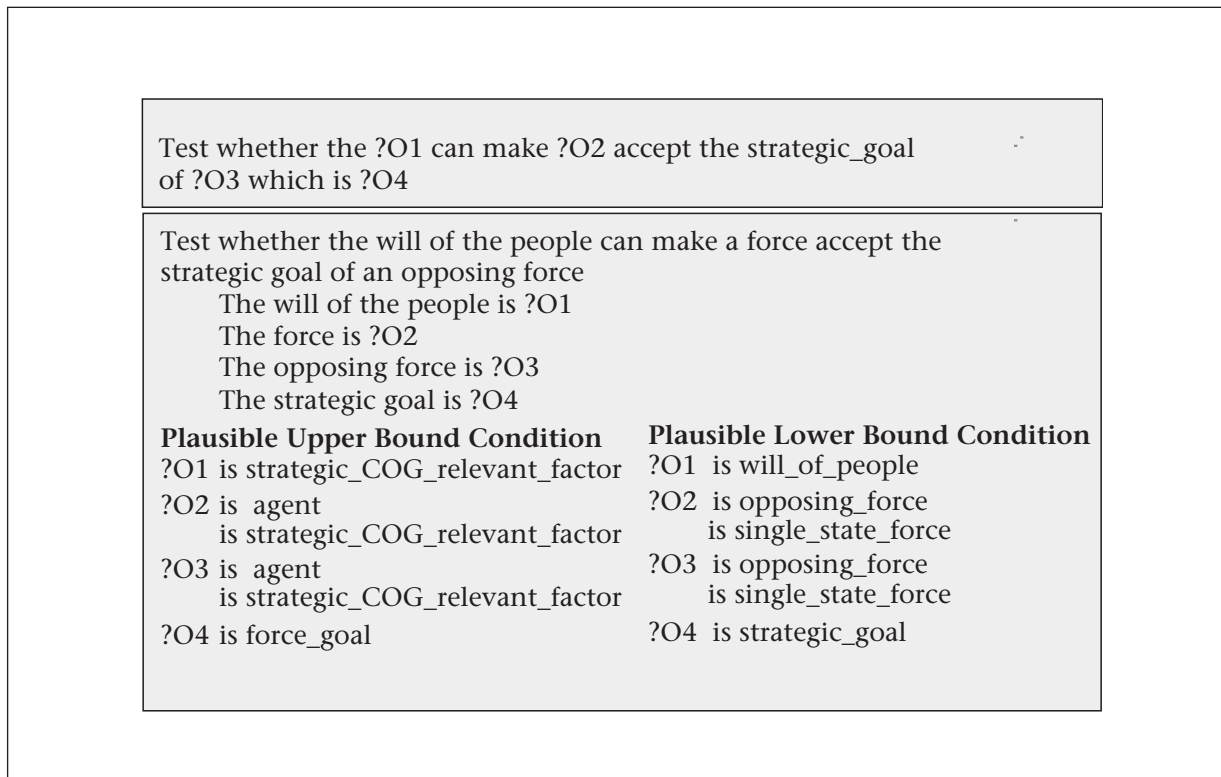 Test whether the ?O1 can make ?O2 accept the strategic_goal
of ?O3 which is ?O4
Test whether the will of the people can make a force accept the
strategic goal of an opposing force
The will of the people is ?O1
The force is ?O2
The opposing force is ?O3
The strategic goal is ?O4
Plausible Upper Bound Condition
?O1 is strategic_COG_relevant_factor
?O2 is agent
is strategic_COG_relevant_factor
?O3 is agent
is strategic_COG_relevant_factor
?O4 is force_goal
Plausible Lower Bound Condition
?O1 is will_of_people
?O2 is opposing_force
is single_state_force
?O3 is opposing_force
is single_state_force
?O4 is strategic_goal